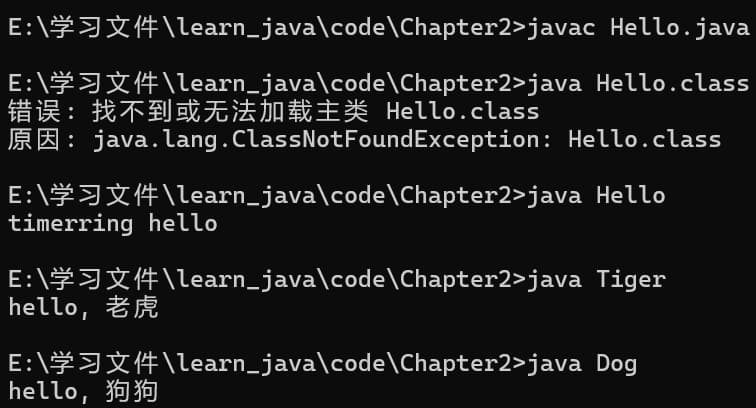 E:\学习文件\learn_java\code\Chapter2>javac Hello.java
E:\学习文件\learn_java\code\Chapter2>java Hello.class
错误: 找不到或无法加载主类 Hello.class
原因: java.lang.ClassNotFoundException: Hello.class
E:\学习文件\learn_java\code\Chapter2>java Hello
timerring hello
E:\学习文件\learn_java\code\Chapter2>java Tiger
hello, 老虎
E:\学习文件\learn_java\code\Chapter2>java Dog
hello, 狗狗